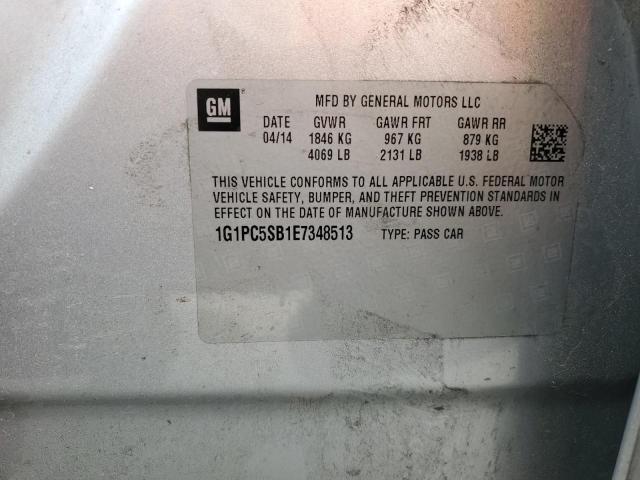 GM
MFD BY GENERAL MOTORS LLC
DATE GVWR GAWR FRT GAWR RR
04/14 1846 KG 967 KG 879 KG
4069 LB 2131 LB 1938 LB
THIS VEHICLE CONFORMS TO ALL APPLICABLE U.S. FEDERAL MOTOR
VEHICLE SAFETY, BUMPER, AND THEFT PREVENTION STANDARDS IN
EFFECT ON THE DATE OF MANUFACTURE SHOWN ABOVE.
1G1PC5SB1E7348513 TYPE: PASS CAR